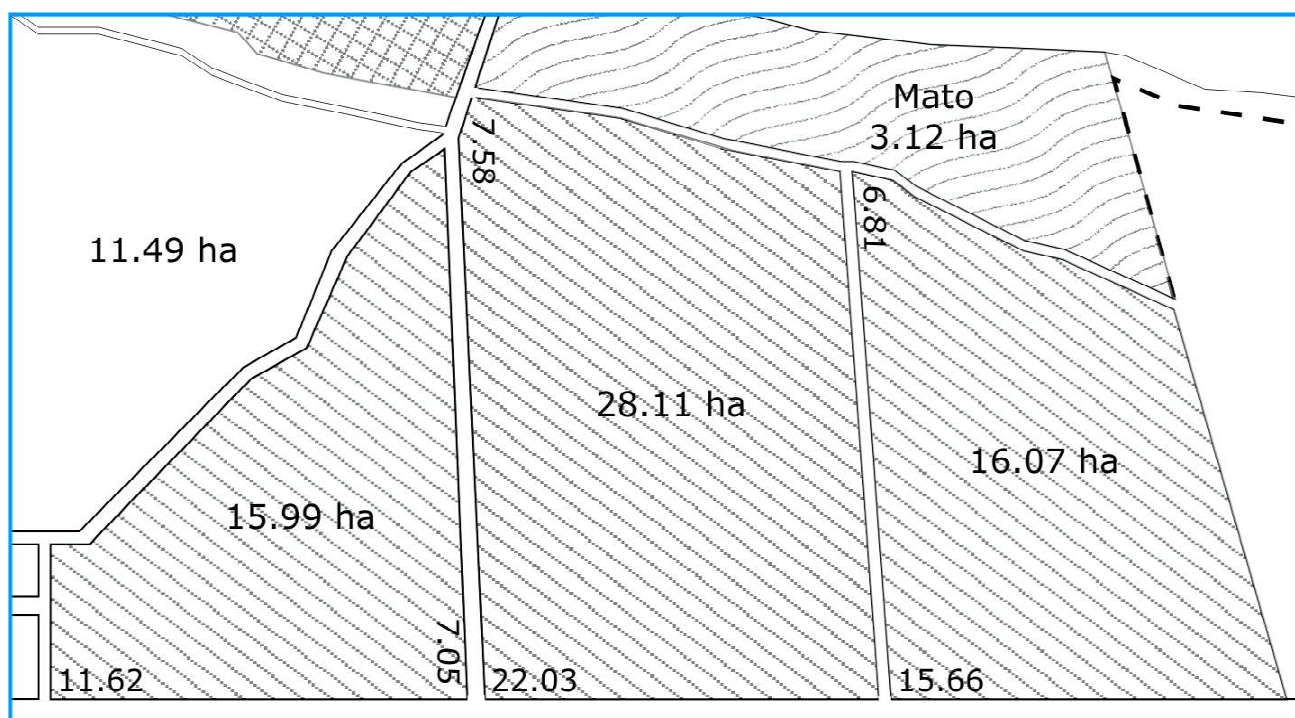 Mato
3.12 ha
7.58
6.81
11.49 ha
28.11 ha
16.07 ha
15.99 ha
7.05
11.62
22.03
15.66